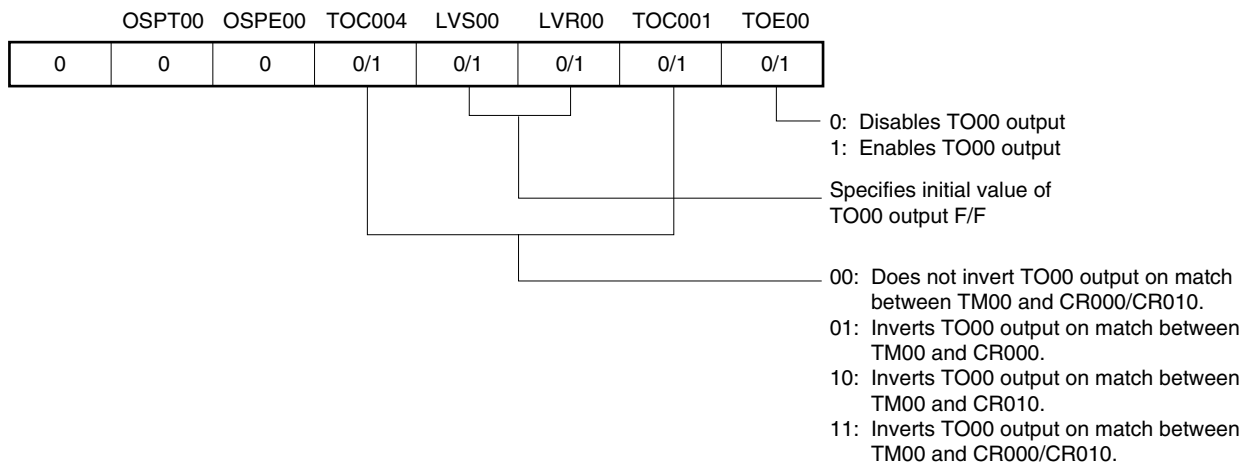 OSPT00 OSPE00 TOC004 LVS00 LVR00 TOC001 TOE00
0 0 0 0/1 0/1 0/1 0/1 0/1
0: Disables TO00 output
1: Enables TO00 output
Specifies initial value of
TO00 output F/F
00: Does not invert TO00 output on match
between TM00 and CR000/CR010.
01: Inverts TO00 output on match between
TM00 and CR000.
10: Inverts TO00 output on match between
TM00 and CR010.
11: Inverts TO00 output on match between
TM00 and CR000/CR010.